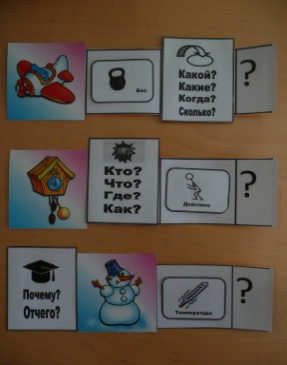 Вес
Какой?
Какие?
Когда?
Сколько?
?
Кто?
Что?
Где?
Как?
Действие
?
Почему?
Отчего?
Температура
?